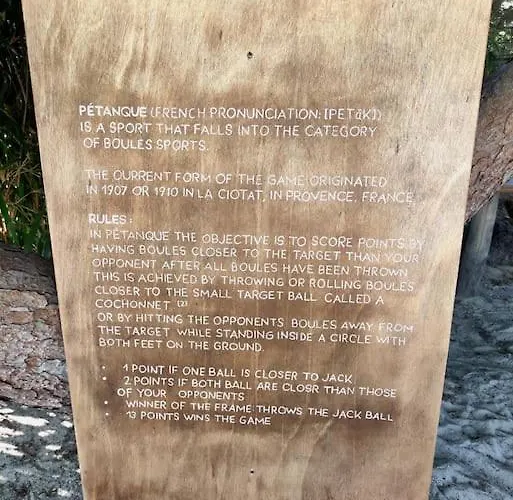 PÉTANQUE (FRENCH PRONUNCIATION: [PETɑ̃K])
IS A SPORT THAT FALLS INTO THE CATEGORY
OF BOULES SPORTS.
THE CURRENT FORM OF THE GAME ORIGINATED
IN 1907 OR 1910 IN LA CIOTAT, IN PROVENCE, FRANCE
RULES:
IN PÉTANQUE THE OBJECTIVE IS TO SCORE POINTS BY
HAVING BOULES CLOSER TO THE TARGET THAN YOUR
OPPONENT AFTER ALL BOULES HAVE BEEN THROWN
THIS IS ACHIEVED BY THROWING OR ROLLING BOULES
CLOSER TO THE SMALL TARGET BALL CALLED A
COCHONNET (2)
OR BY HITTING THE OPPONENTS BOULES AWAY FROM
THE TARGET WHILE STANDING INSIDE A CIRCLE WITH
BOTH FEET ON THE GROUND.
• 1 POINT IF ONE BALL IS CLOSER TO JACK
• 2 POINTS IF BOTH BALL ARE CLOSR THAN THOSE
OF YOUR OPPONENTS
• WINNER OF THE FRAME THROWS THE JACK BALL
• 13 POINTS WINS THE GAME